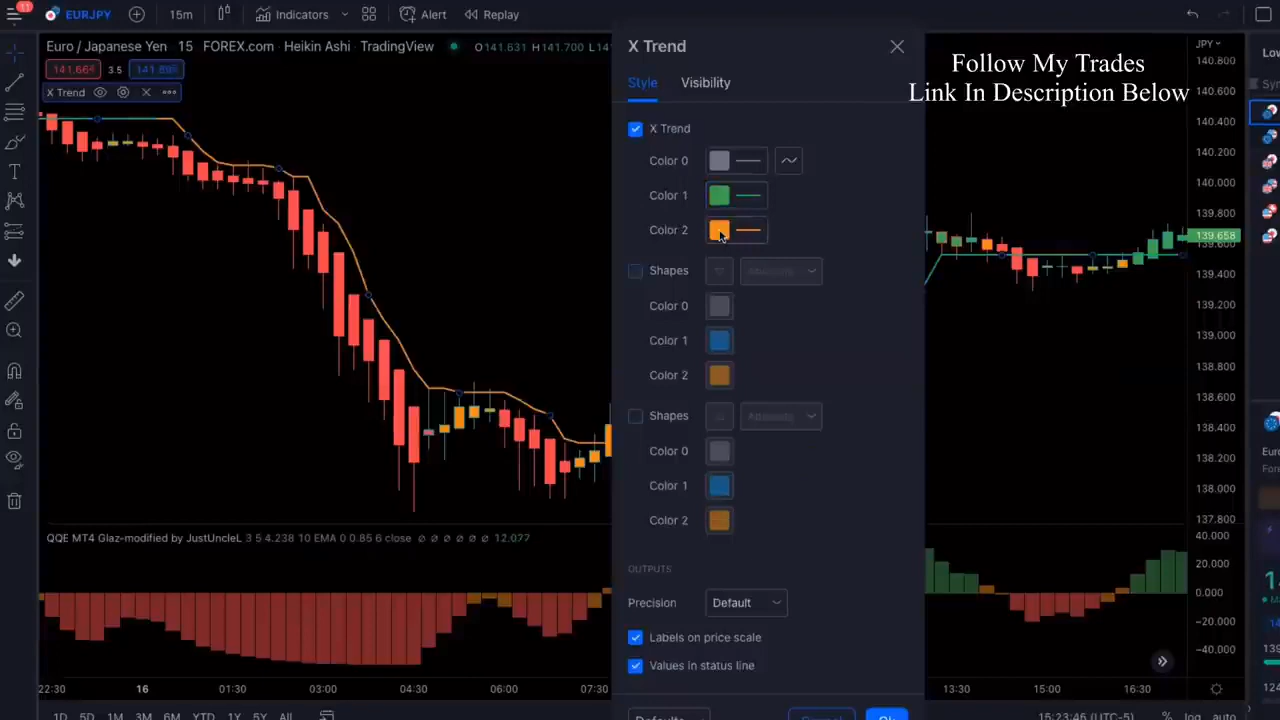 11
EURJPY
15m
Indicators
Alert
Replay
Euro / Japanese Yen · 15 · FOREX.com · Heikin Ashi · TradingView
O141.631 H141.700 L14
141.664
3.5
X Trend
X Trend
Style
Visibility
X Trend
Color 0
Color 1
Color 2
Shapes
Color 0
Color 1
Color 2
Shapes
Color 0
Color 1
Color 2
OUTPUTS
Precision
Default
Labels on price scale
Values in status line
Follow My Trades
Link In Description Below
JPY
140.800
140.600
140.400
140.200
140.000
139.800
139.658
139.600
139.400
139.200
139.000
138.800
138.600
138.400
138.200
138.000
137.800
QQE MT4 Glaz-modified by JustUncleL 3 5 4.238 10 EMA 0 0.85 6 close ∅ ∅ ∅ ∅ ∅ ∅ 12.077
40.000
20.000
0.000
−20.000
−40.000
22:30
16
01:30
03:00
04:30
06:00
07:30
13:30
15:00
16:30
1D 5D 1M 3M 6M YTD 1Y 5Y All
Defaults
Cancel
Ok
15:23:46 (UTC-5)
%
log
auto